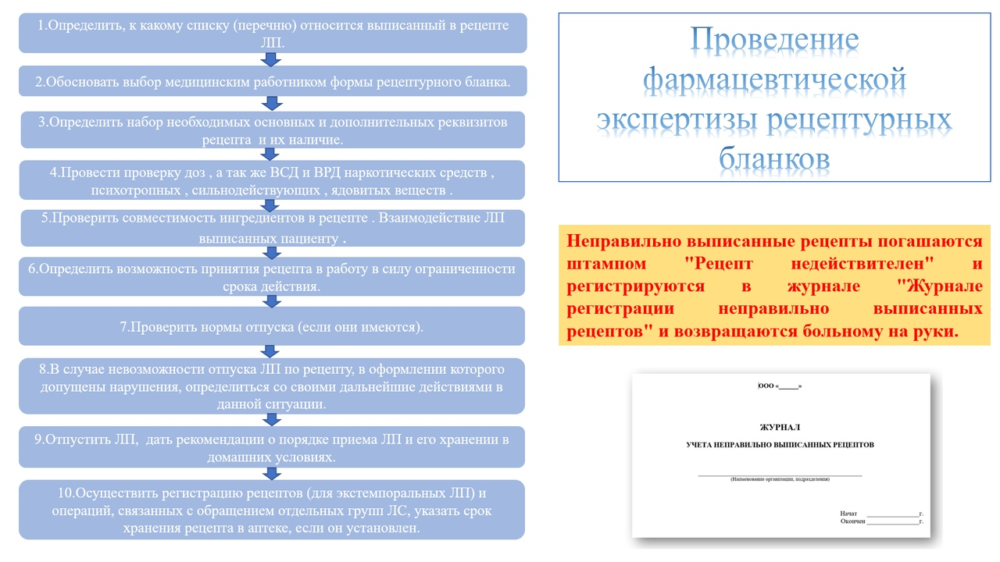 1.Определить, к какому списку (перечню) относится выписанный в рецепте
ЛП.
2.Обосновать выбор медицинским работником формы рецептурного бланка.
3.Определить набор необходимых основных и дополнительных реквизитов
рецепта  и их наличие.
4.Провести проверку доз , а так же ВСД и ВРД наркотических средств ,
психотропных , сильнодействующих , ядовитых веществ .
5.Проверить совместимость ингредиентов в рецепте . Взаимодействие ЛП
выписанных пациенту .
6.Определить возможность принятия рецепта в работу в силу ограниченности
срока действия.
7.Проверить нормы отпуска (если они имеются).
8.В случае невозможности отпуска ЛП по рецепту, в оформлении которого
допущены нарушения, определиться со своими дальнейшие действиями в
данной ситуации.
9.Отпустить ЛП,  дать рекомендации о порядке приема ЛП и его хранении в
домашних условиях.
10.Осуществить регистрацию рецептов (для экстемпоральных ЛП) и
операций, связанных с обращением отдельных групп ЛС, указать срок
хранения рецепта в аптеке, если он установлен.
Проведение
фармацевтической
экспертизы рецептурных
бланков
Неправильно выписанные рецепты погашаются
штампом "Рецепт недействителен" и
регистрируются в журнале "Журнале
регистрации неправильно выписанных
рецептов" и возвращаются больному на руки.
ООО «______»
ЖУРНАЛ
УЧЕТА НЕПРАВИЛЬНО ВЫПИСАННЫХ РЕЦЕПТОВ
(Наименование организации, подразделения)
Начат ________________г.
Окончен ________________г.